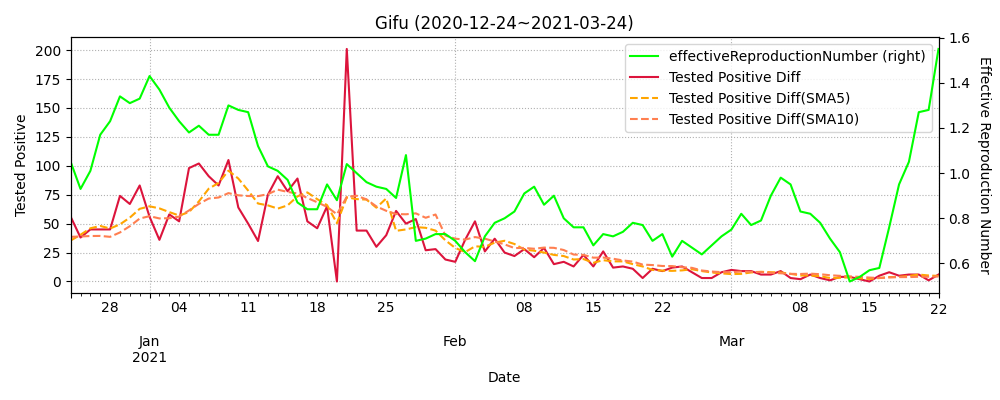 Gifu (2020-12-24~2021-03-24)
effectiveReproductionNumber (right)
Tested Positive Diff
Tested Positive Diff(SMA5)
Tested Positive Diff(SMA10)
Tested Positive
200
175
150
125
100
75
50
25
0
1.6
1.4
1.2
1.0
0.8
0.6
Effective Reproduction Number
28 04 11 18 25 08 15 22 08 15 22
Jan Feb Mar
2021
Date